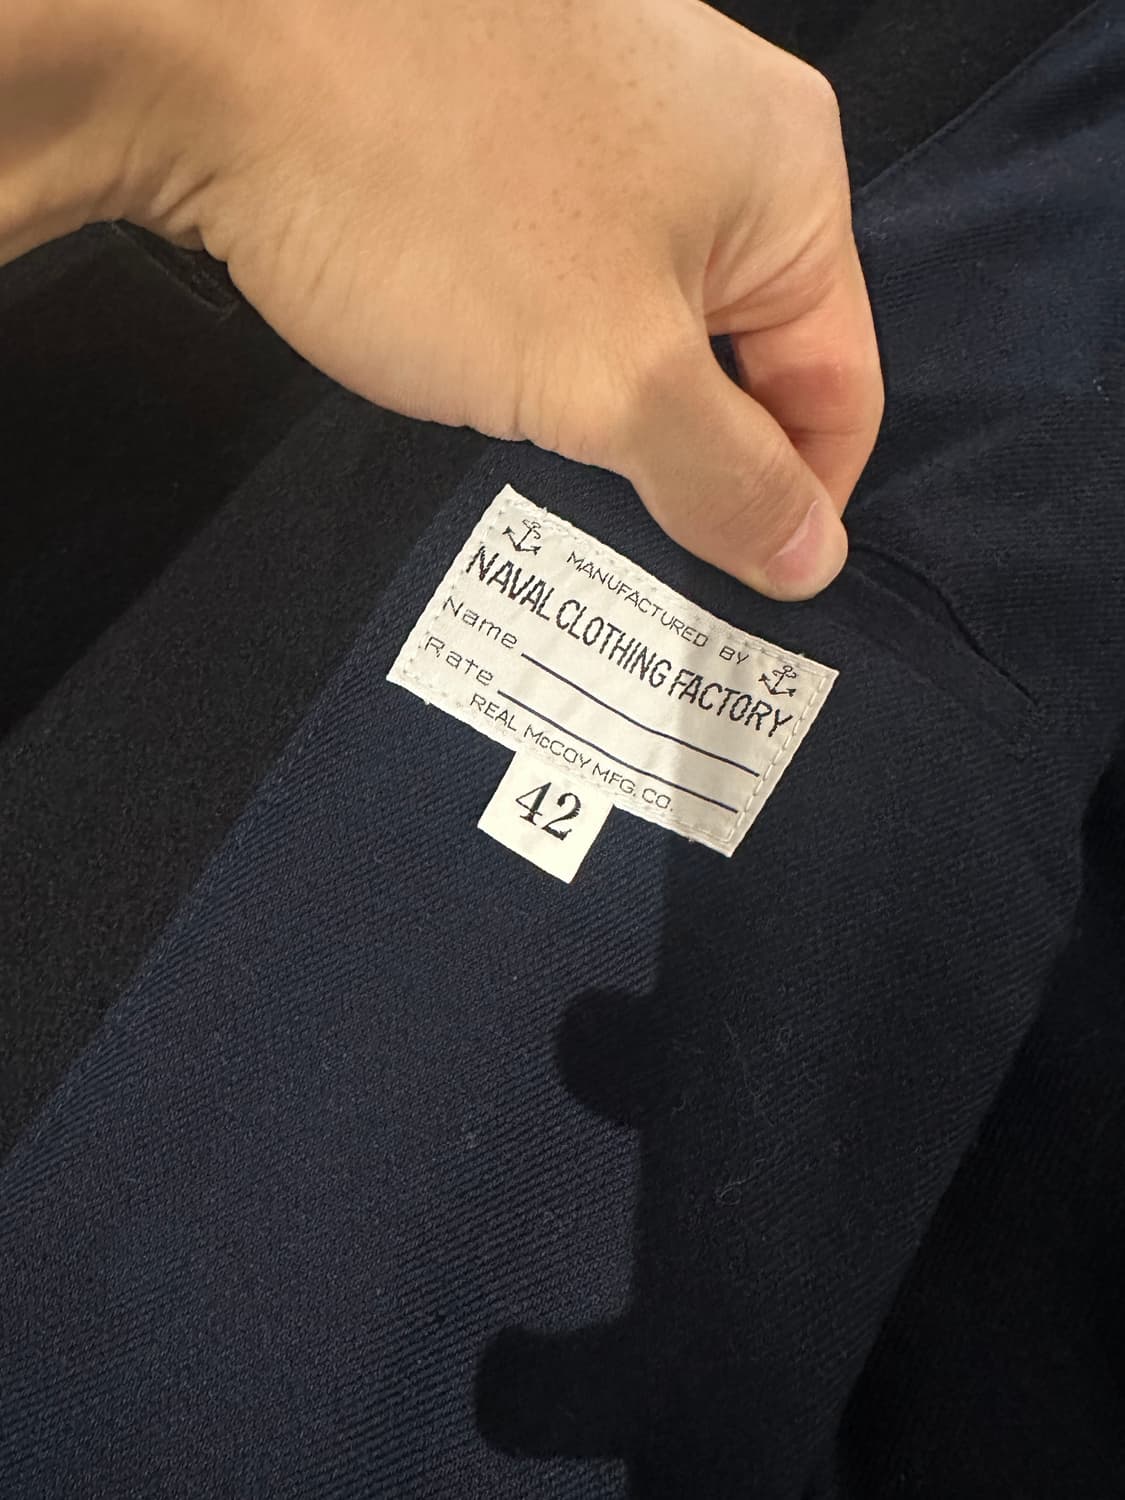 MANUFACTURED BY
NAVAL CLOTHING FACTORY
Name
Rate
REAL McCOY MFG. CO.
42